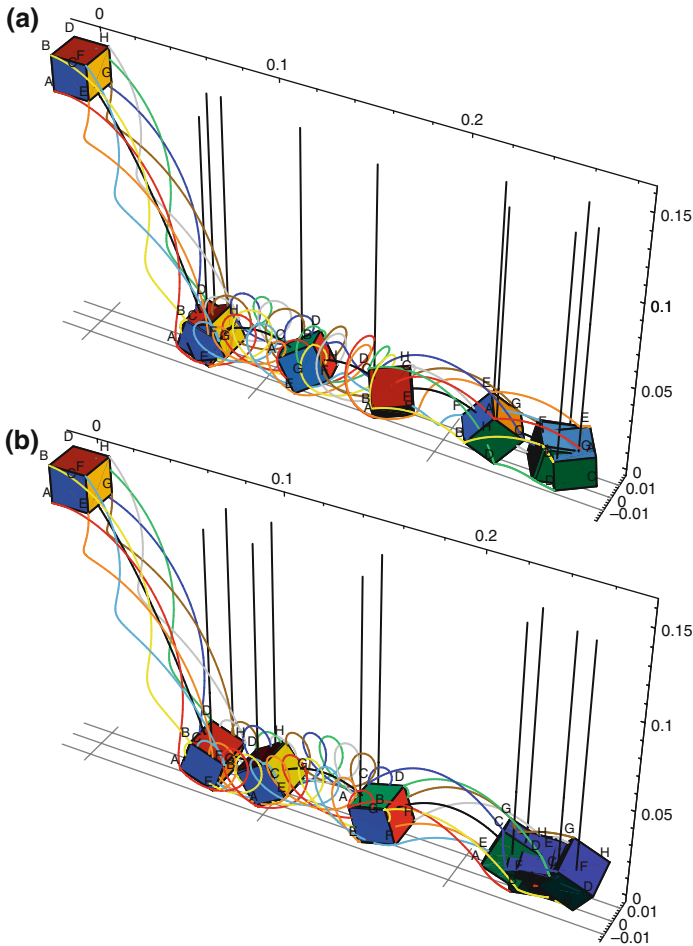 (a)
0
0.1
0.2
0.15
0.1
0.05
0
0.01
0
−0.01
D H
B F
C G
A E
D
B C H
A F G
E
A C B D
G
E
D H
G
B E
A
E
F A G
B
D
F E
G
D C
(b)
0
0.1
0.2
0.15
0.1
0.05
0
0.01
0
−0.01
D H
B F
C G
A E
D
B H
A
E
D H
C G
A E
C D
A B
G
E F
G
C H G
E D E H
A F C F
D